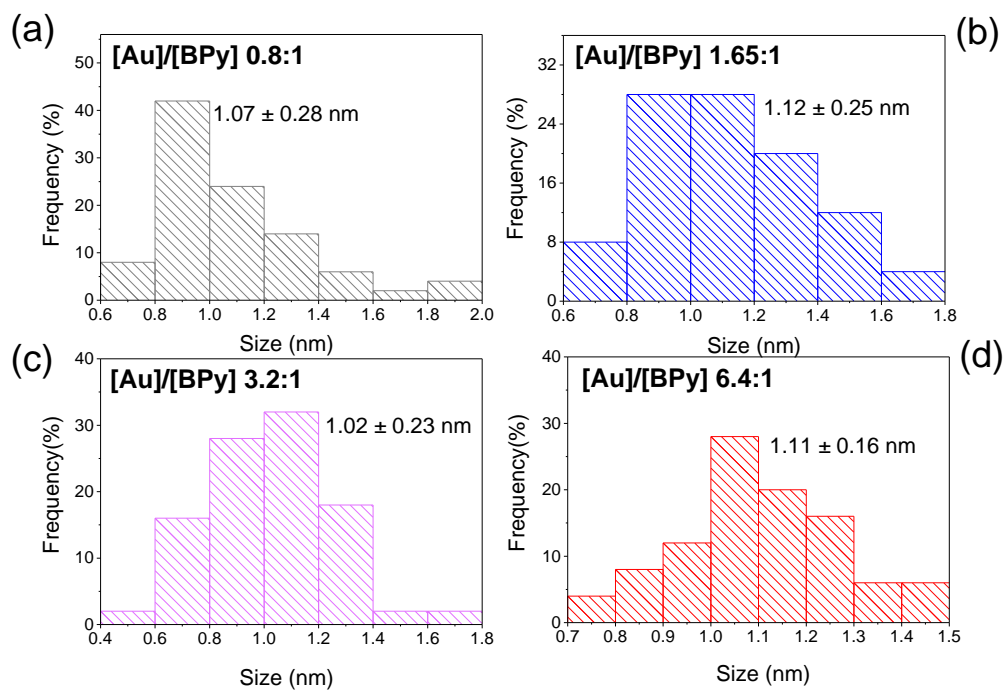 (a)
[Au]/[BPy] 0.8:1
1.07 ± 0.28 nm
Frequency (%)
50
40
30
20
10
0
0.6 0.8 1.0 1.2 1.4 1.6 1.8 2.0
Size (nm)
(b)
[Au]/[BPy] 1.65:1
1.12 ± 0.25 nm
Frequency (%)
36
28
20
12
8
0
0.6 0.8 1.0 1.2 1.4 1.6 1.8
Size (nm)
(c)
[Au]/[BPy] 3.2:1
1.02 ± 0.23 nm
Frequency(%)
40
30
20
10
0
0.4 0.6 0.8 1.0 1.2 1.4 1.6 1.8
Size (nm)
(d)
[Au]/[BPy] 6.4:1
1.11 ± 0.16 nm
Frequency(%)
40
30
20
10
0
0.7 0.8 0.9 1.0 1.1 1.2 1.3 1.4 1.5
Size (nm)